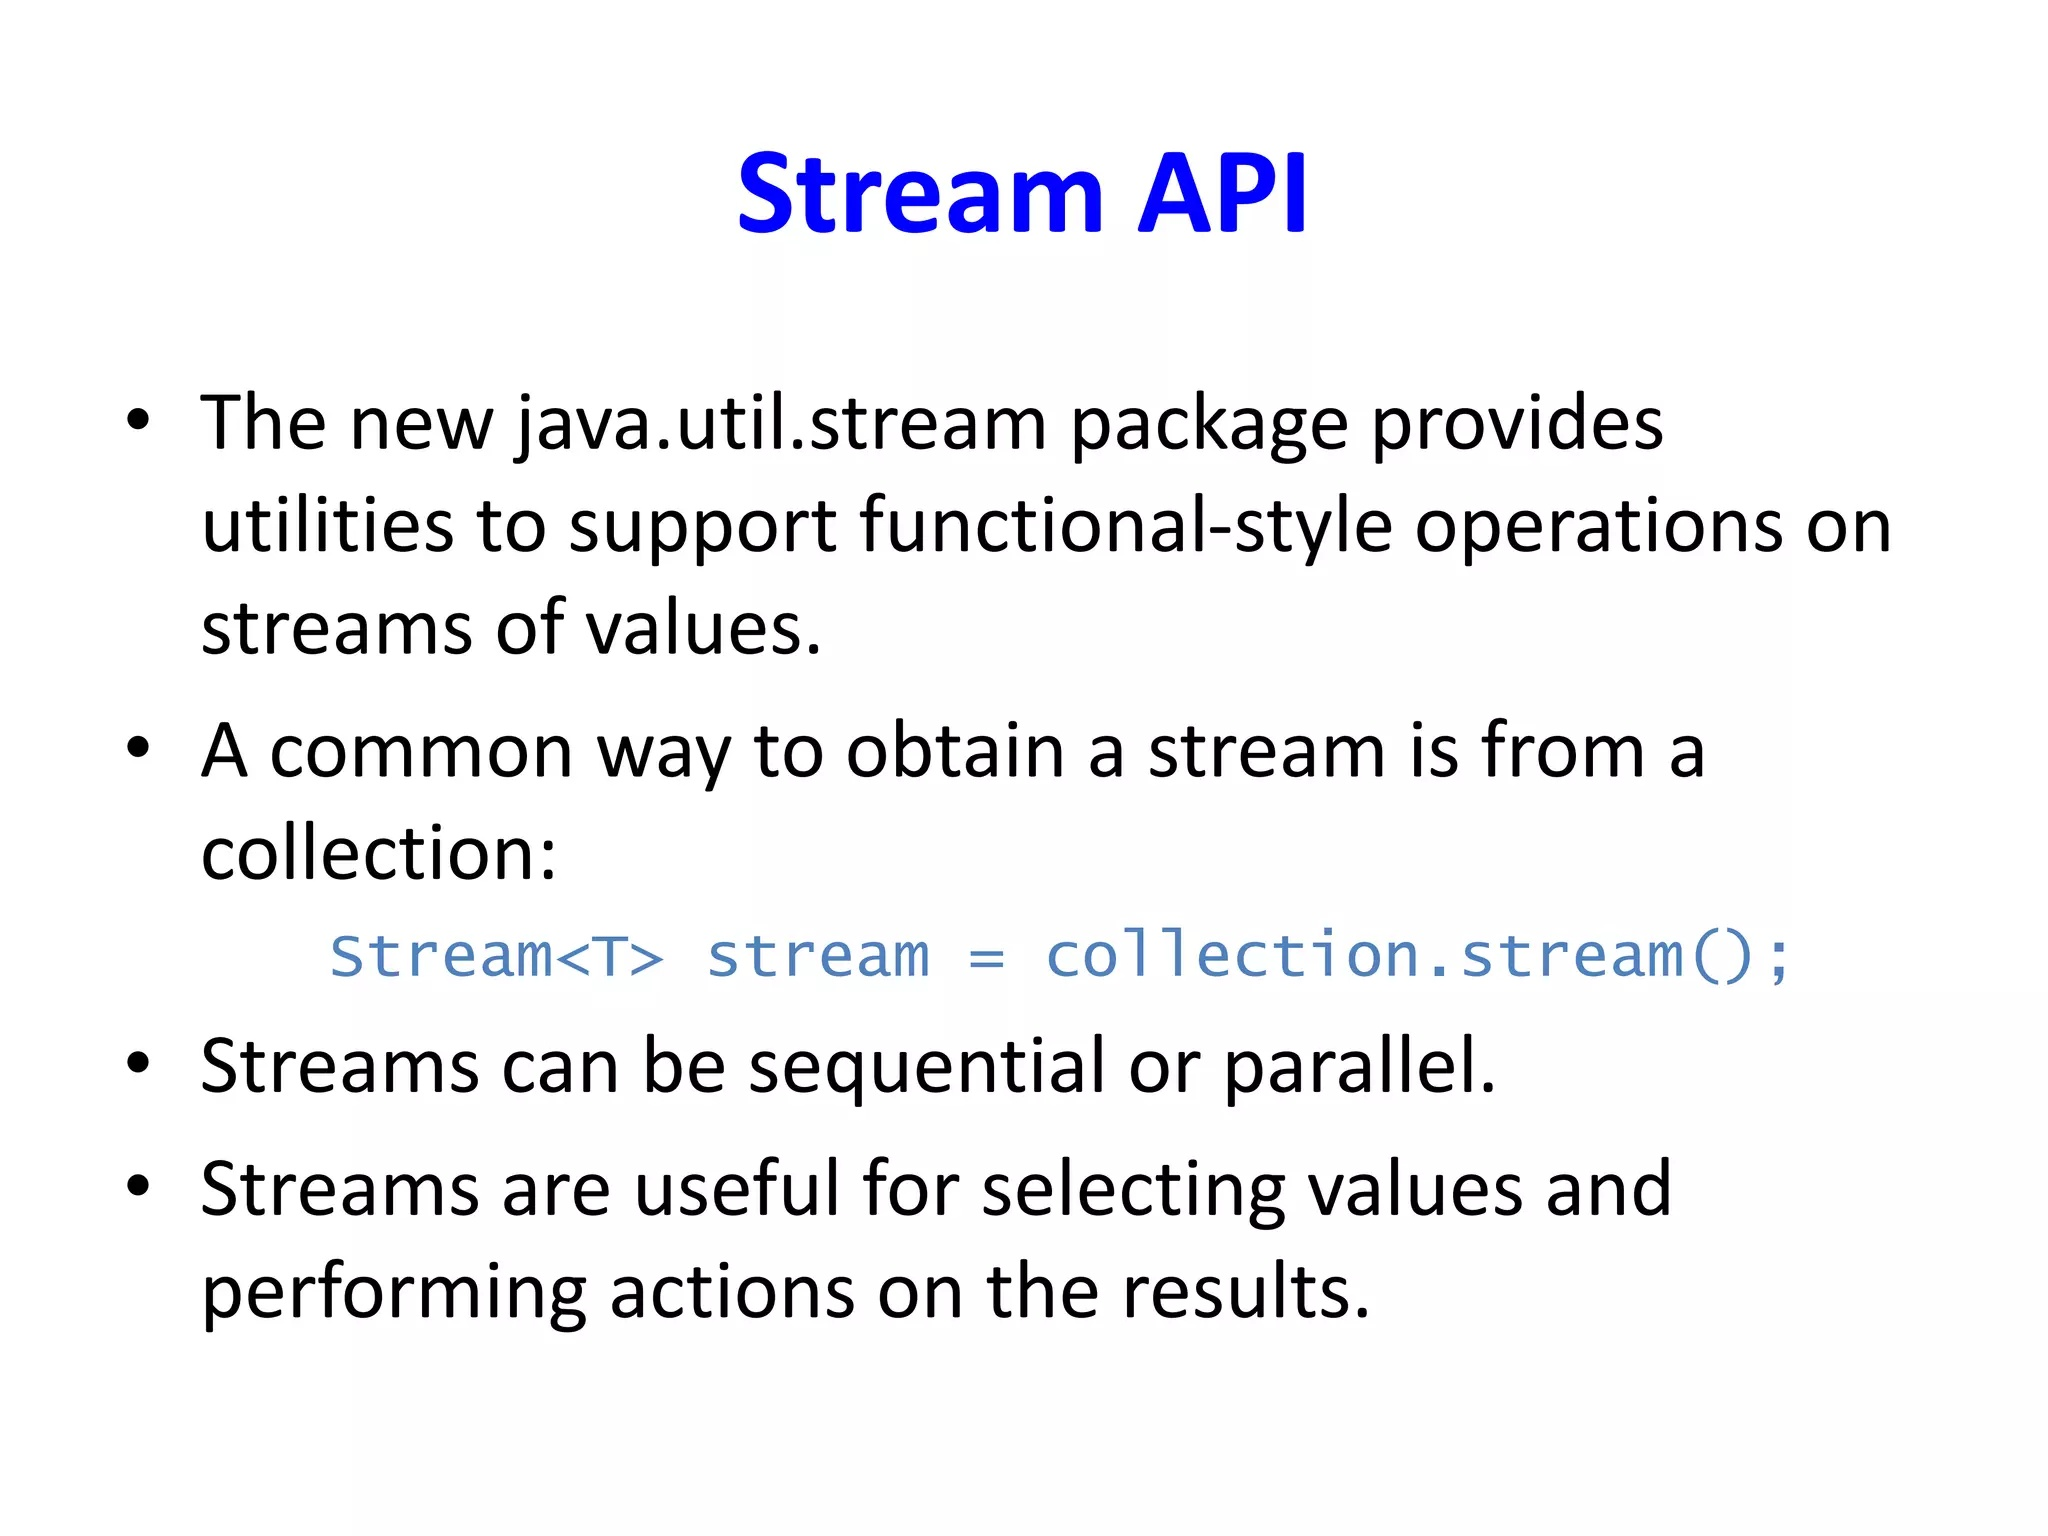 Stream API
• The new java.util.stream package provides
utilities to support functional-style operations on
streams of values.
• A common way to obtain a stream is from a
collection:
Stream<T> stream = collection.stream();
• Streams can be sequential or parallel.
• Streams are useful for selecting values and
performing actions on the results.